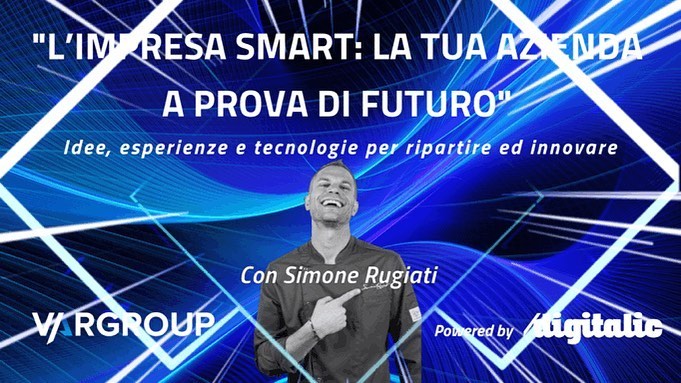 "L'IMPRESA SMART: LA TUA AZIENDA
A PROVA DI FUTURO"
Idee, esperienze e tecnologie per ripartire ed innovare
Con Simone Rugiati
VARGROUP
Powered by digitalic